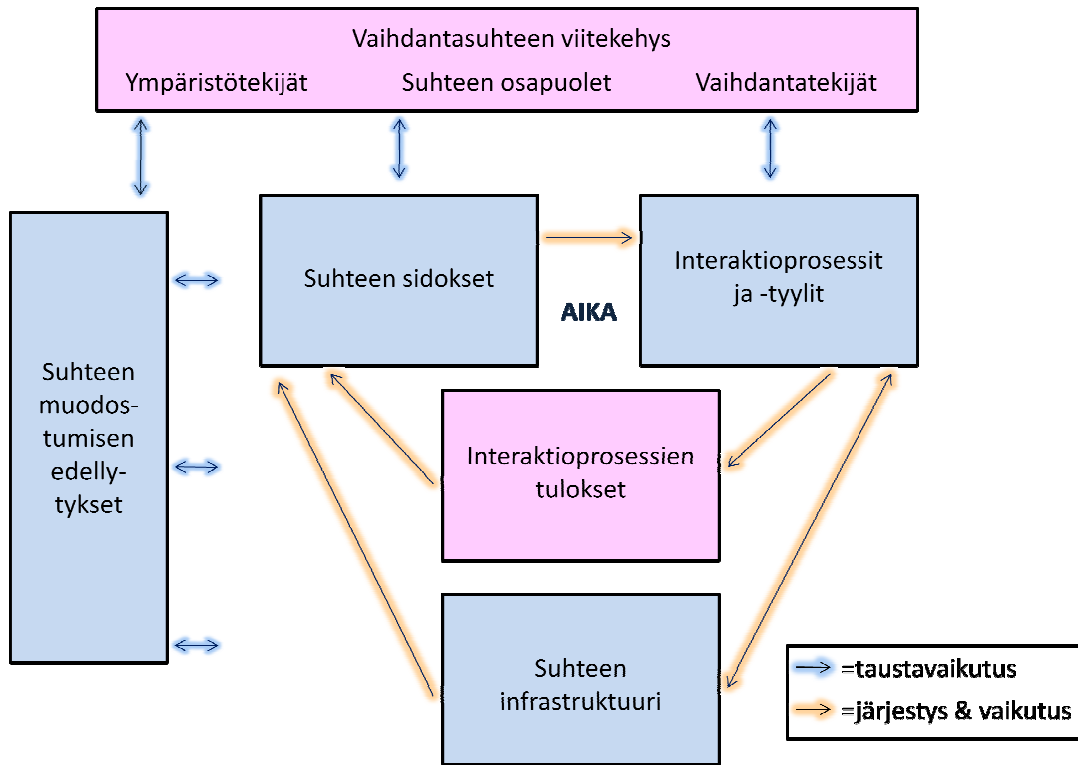 Vaihdantasuhteen viitekehys
Ympäristötekijät Suhteen osapuolet Vaihdantatekijät
Suhteen sidokset
Interaktioprosessit
ja -tyylit
AIKA
Suhteen
muodos-
tumisen
edelly-
tykset
Interaktioprosessien
tulokset
Suhteen
infrastruktuuri
=taustavaikutus
=järjestys & vaikutus